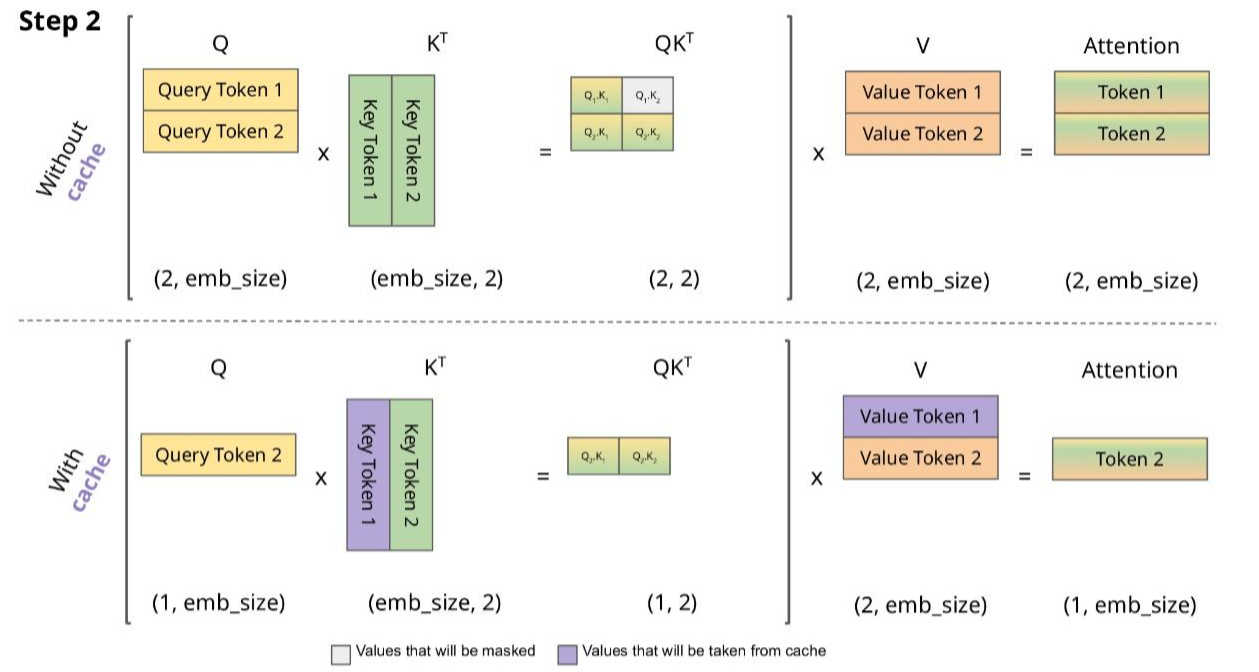 Step 2
Without
cache
Q
Kᵀ
QKᵀ
V
Attention
Query Token 1
Query Token 2
x
Key Token 1
Key Token 2
=
Q₁.K₁
Q₁.K₂
Q₂.K₁
Q₂.K₂
x
Value Token 1
Value Token 2
=
Token 1
Token 2
(2, emb_size)
(emb_size, 2)
(2, 2)
(2, emb_size)
(2, emb_size)
With
cache
Q
Kᵀ
QKᵀ
V
Attention
Query Token 2
x
Key Token 1
Key Token 2
=
Q₂.K₁
Q₂.K₂
x
Value Token 1
Value Token 2
=
Token 2
(1, emb_size)
(emb_size, 2)
(1, 2)
(2, emb_size)
(1, emb_size)
Values that will be masked
Values that will be taken from cache